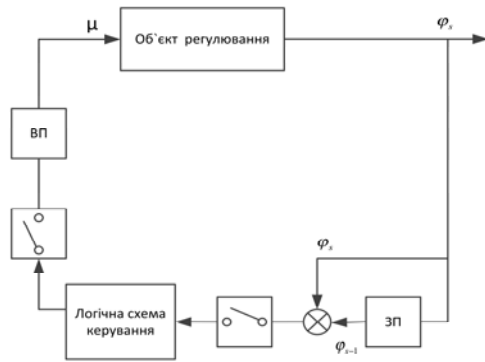 μ
Об`єкт регулювання
φs
ВП
φs
Логічна схема
керування
φs−1
ЗП